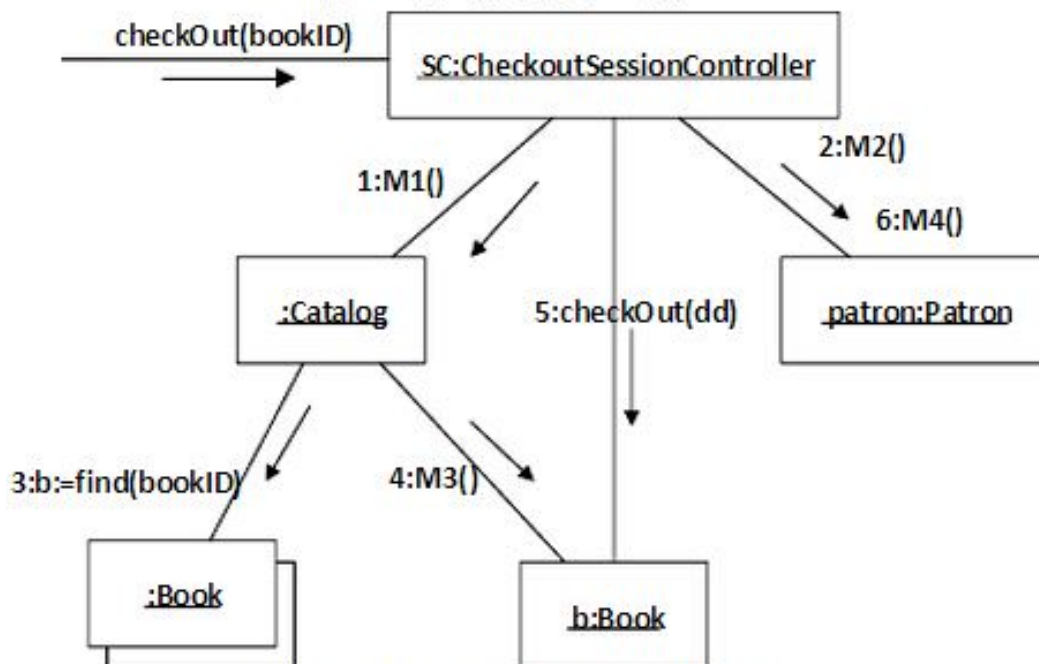 checkOut(bookID)
SC:CheckoutSessionController
2:M2()
1:M1()
6:M4()
:Catalog
5:checkOut(dd)
patron:Patron
3:b:=find(bookID)
4:M3()
:Book
b:Book